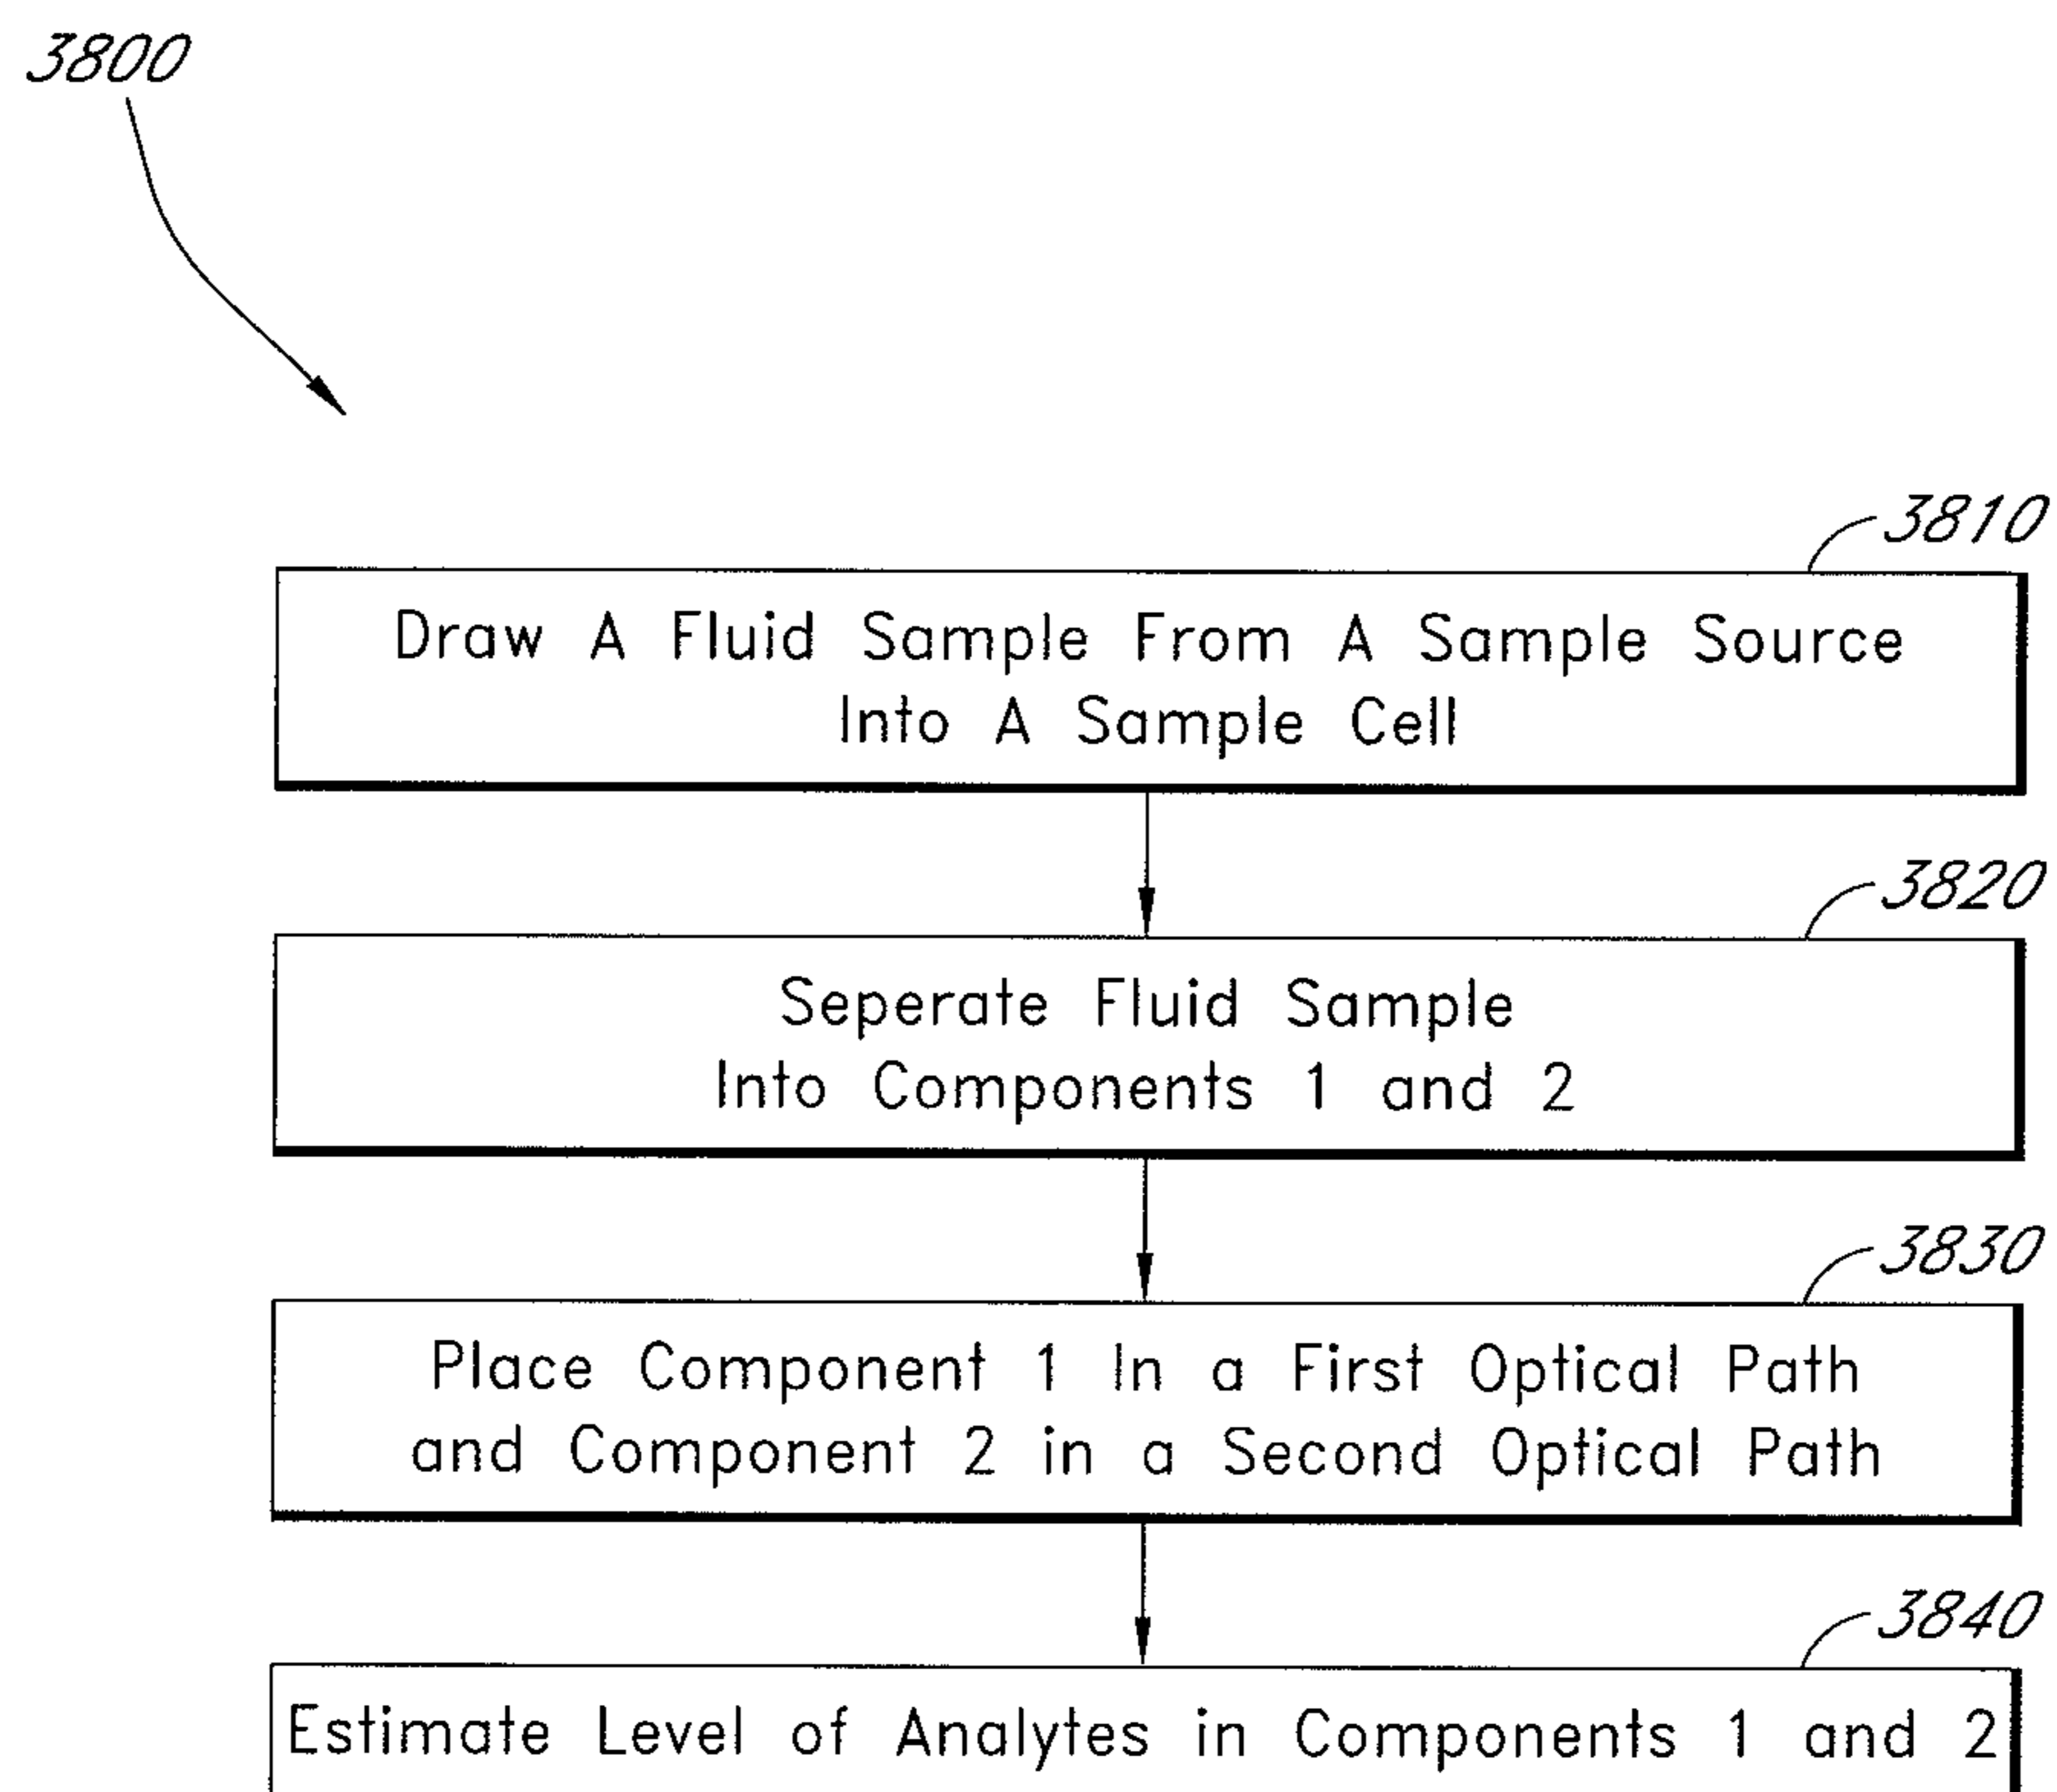 3800
3810
Draw A Fluid Sample From A Sample Source
Into A Sample Cell
3820
Seperate Fluid Sample
Into Components 1 and 2
3830
Place Component 1 In a First Optical Path
and Component 2 in a Second Optical Path
3840
Estimate Level of Analytes in Components 1 and 2